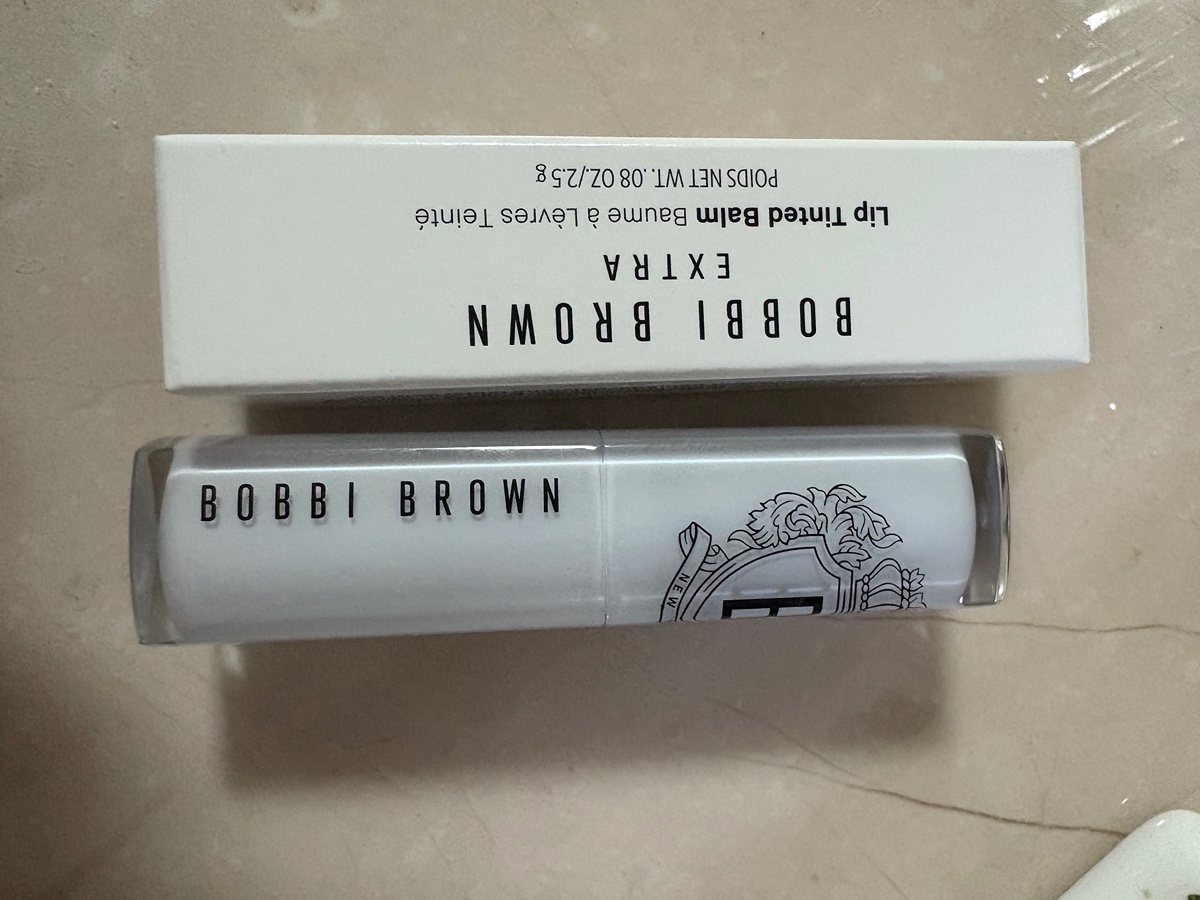 BOBBI BROWN
EXTRA
Lip Tinted Balm Baume à Lèvres Teinté
POIDS NET WT. .08 OZ./2.5 g
BOBBI BROWN
NEW